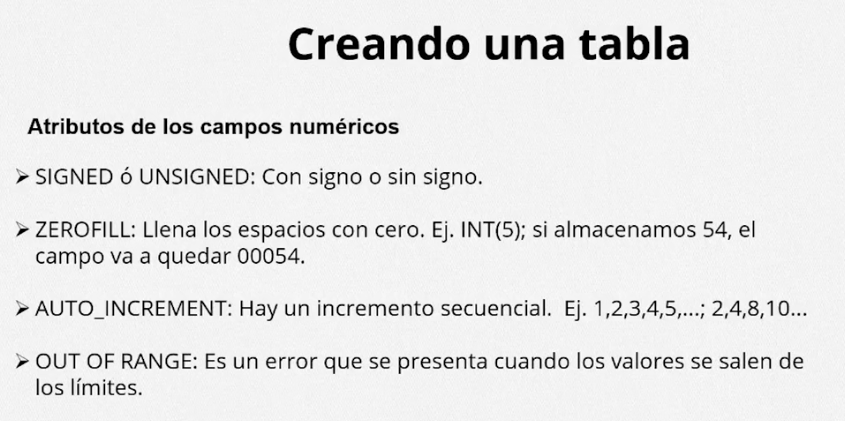 Creando una tabla
Atributos de los campos numéricos
➢ SIGNED ó UNSIGNED: Con signo o sin signo.
➢ ZEROFILL: Llena los espacios con cero. Ej. INT(5); si almacenamos 54, el
campo va a quedar 00054.
➢ AUTO_INCREMENT: Hay un incremento secuencial.  Ej. 1,2,3,4,5,...; 2,4,8,10...
➢ OUT OF RANGE: Es un error que se presenta cuando los valores se salen de
los límites.